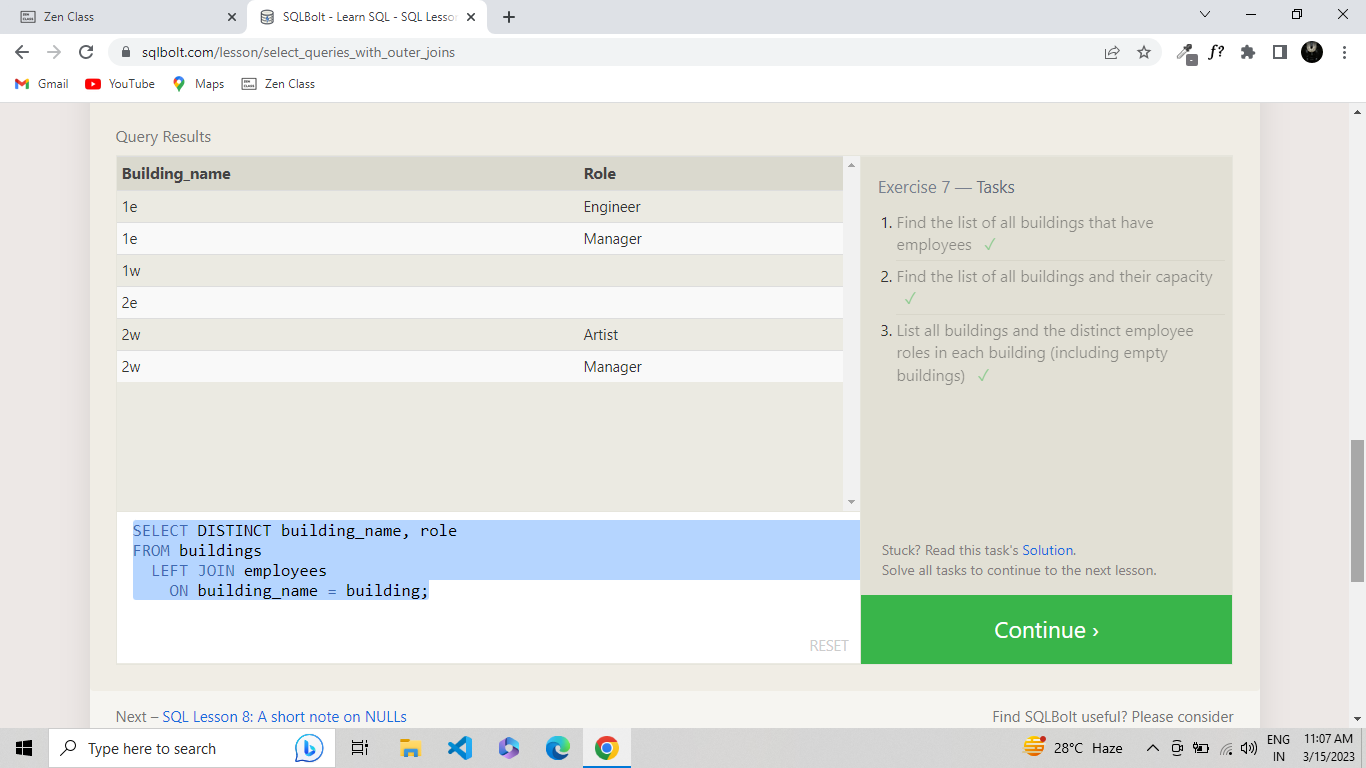 Zen Class
SQLBolt - Learn SQL - SQL Lesson
sqlbolt.com/lesson/select_queries_with_outer_joins
f?
Gmail YouTube Maps Zen Class
Query Results
Building_name Role
1e Engineer
1e Manager
1w
2e
2w Artist
2w Manager
SELECT DISTINCT building_name, role
FROM buildings
LEFT JOIN employees
ON building_name = building;
RESET
Exercise 7 — Tasks
1. Find the list of all buildings that have
employees ✓
2. Find the list of all buildings and their capacity
✓
3. List all buildings and the distinct employee
roles in each building (including empty
buildings) ✓
Stuck? Read this task's Solution.
Solve all tasks to continue to the next lesson.
Continue ›
Next – SQL Lesson 8: A short note on NULLs
Find SQLBolt useful? Please consider
Type here to search
28°C Haze
ENG
IN
11:07 AM
3/15/2023